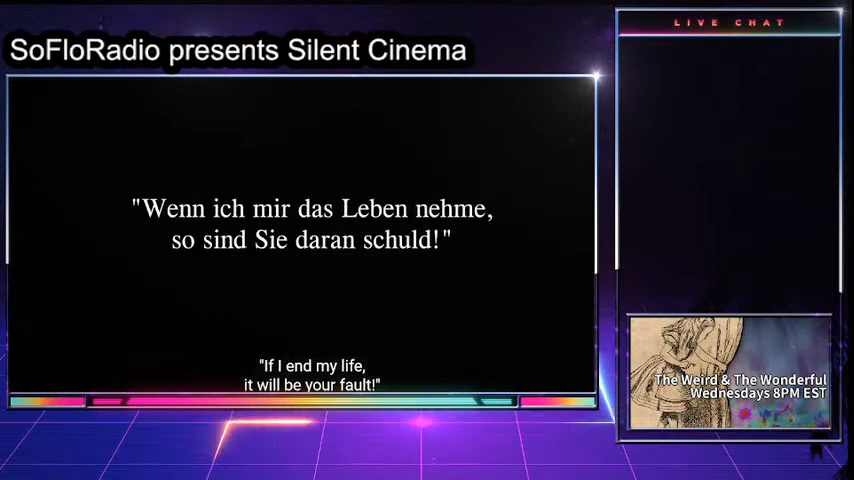 LIVE CHAT
SoFloRadio presents Silent Cinema
"Wenn ich mir das Leben nehme,
so sind Sie daran schuld!"
"If I end my life,
it will be your fault!"
The Weird & The Wonderful
Wednesdays 8PM EST